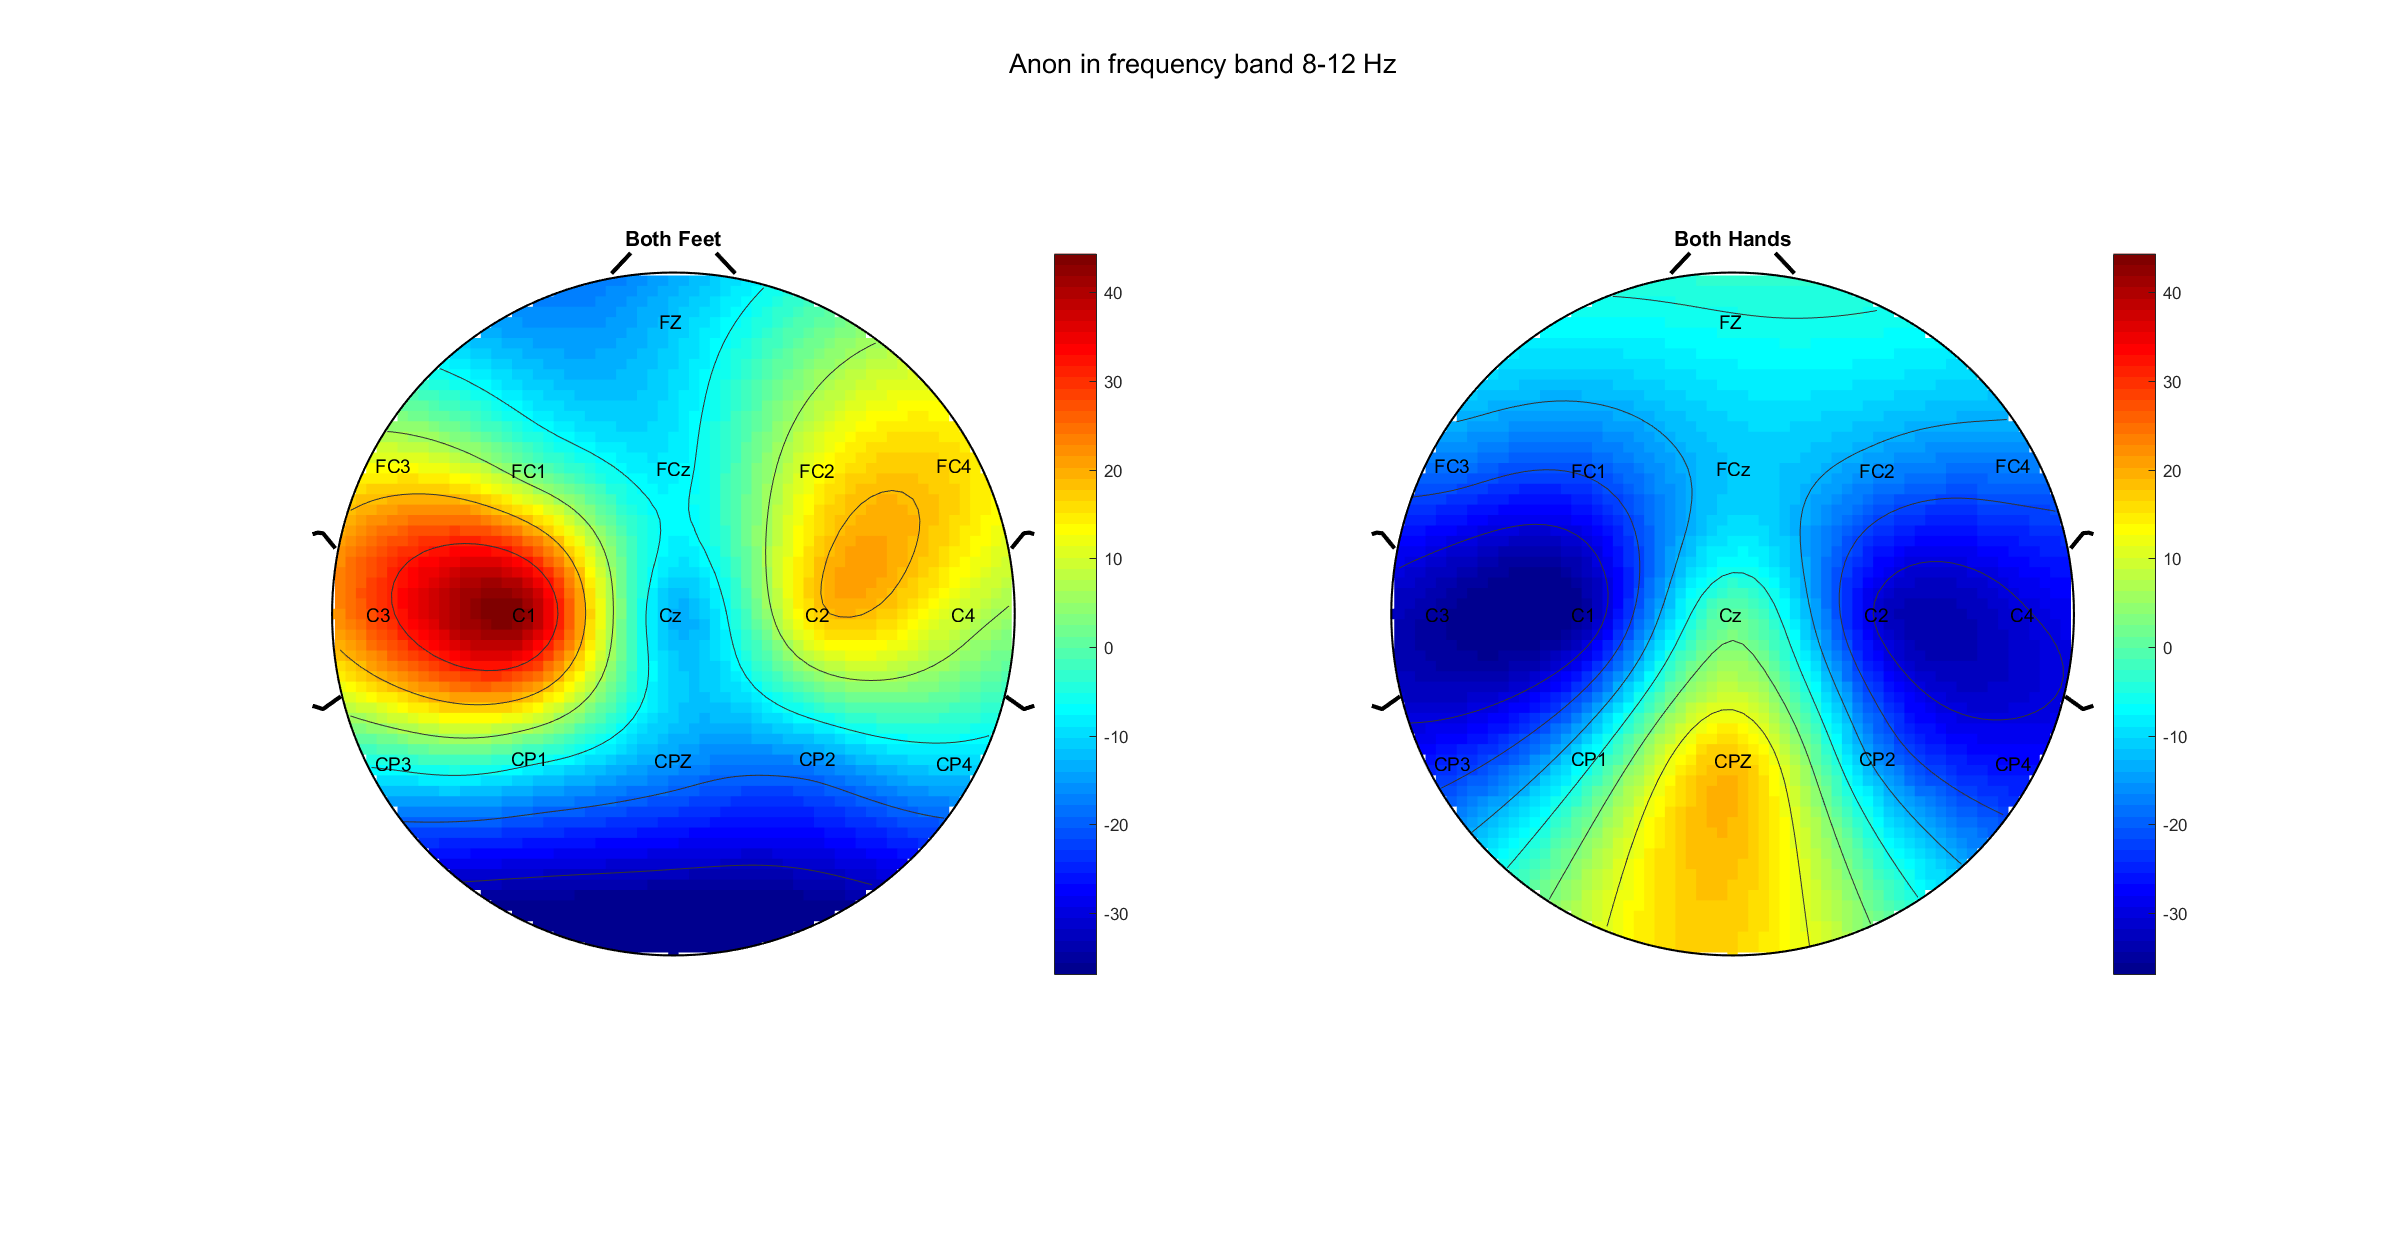 Anon in frequency band 8-12 Hz
Both Feet
FZ
FC3 FC1 FCz FC2 FC4
C3 C1 Cz C2 C4
CP3 CP1 CPZ CP2 CP4
40
30
20
10
0
-10
-20
-30
Both Hands
FZ
FC3 FC1 FCz FC2 FC4
C3 C1 Cz C2 C4
CP3 CP1 CPZ CP2 CP4
40
30
20
10
0
-10
-20
-30